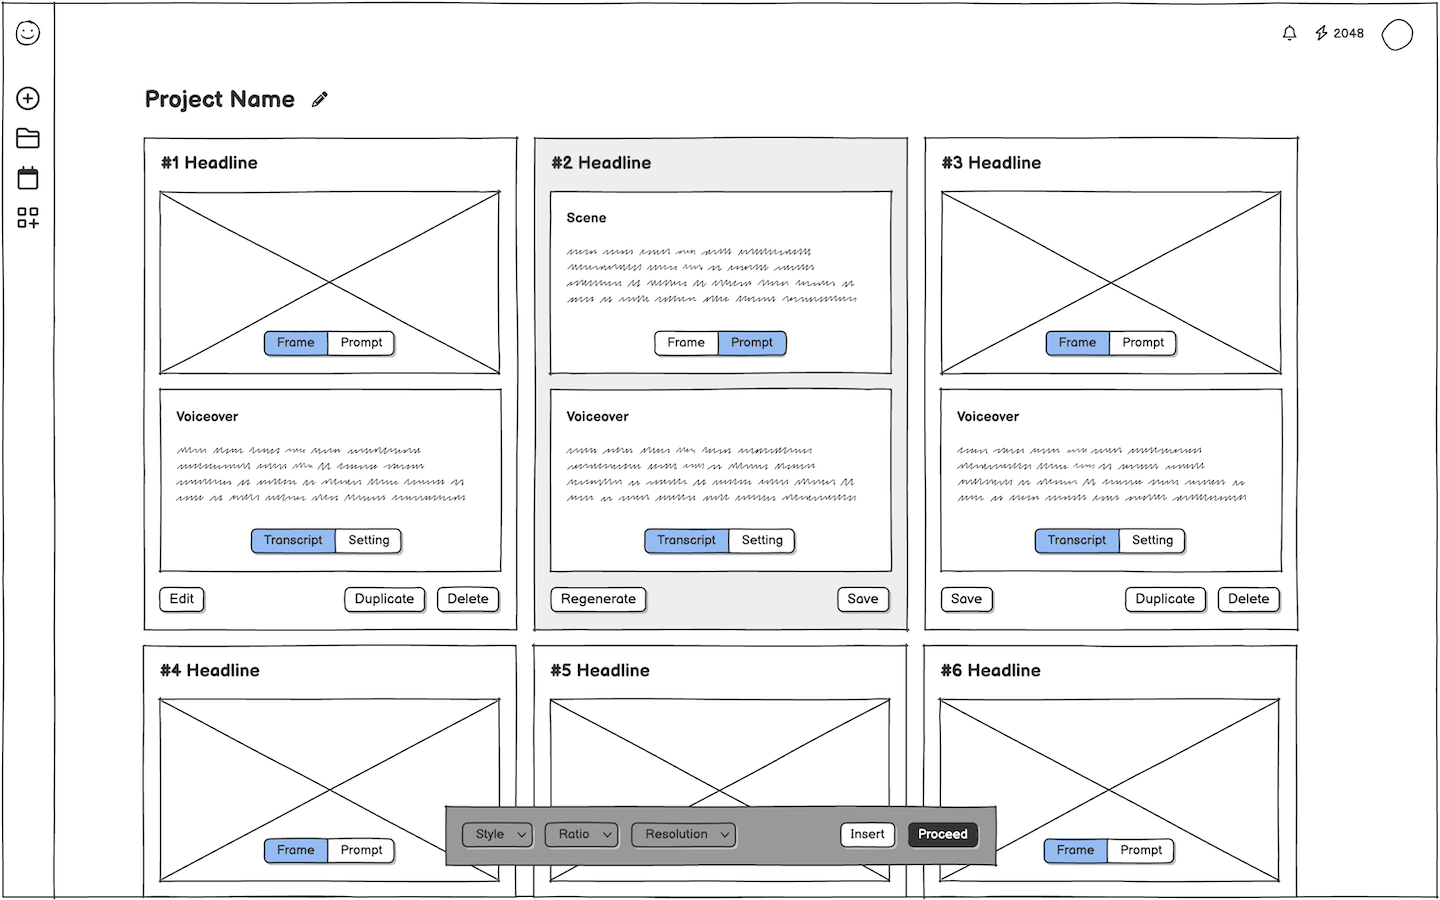 2048
Project Name
#1 Headline
Frame Prompt
Voiceover
Transcript Setting
Edit Duplicate Delete
#2 Headline
Scene
Frame Prompt
Voiceover
Transcript Setting
Regenerate Save
#3 Headline
Frame Prompt
Voiceover
Transcript Setting
Save Duplicate Delete
#4 Headline
Frame Prompt
#5 Headline
#6 Headline
Frame Prompt
Style Ratio Resolution Insert Proceed